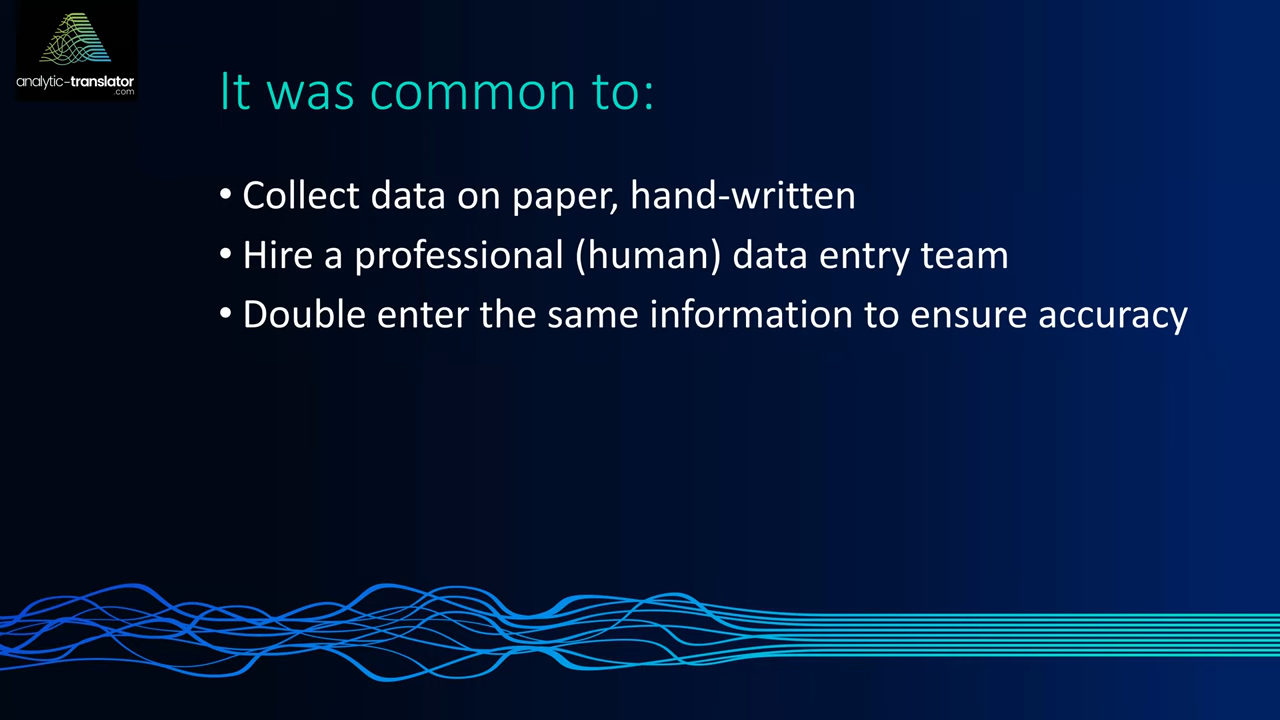 analytic-translator
.com
It was common to:
• Collect data on paper, hand-written
• Hire a professional (human) data entry team
• Double enter the same information to ensure accuracy